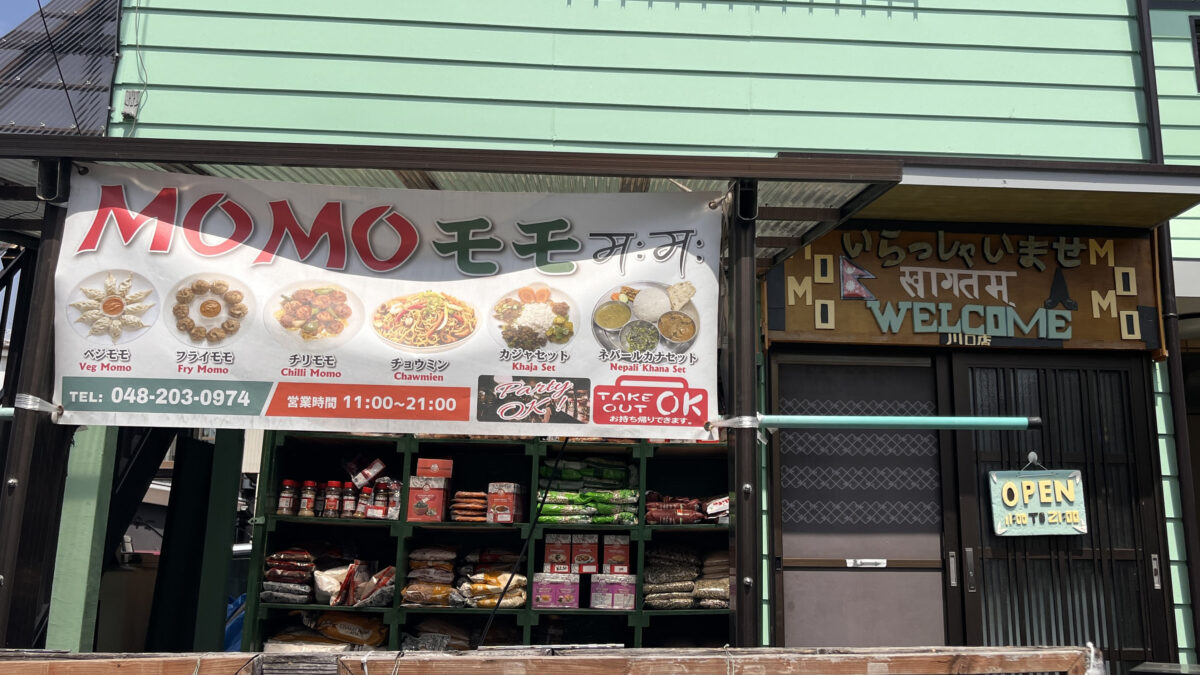 MOMO モモ म: म:
ベジモモ
Veg Momo
フライモモ
Fry Momo
チリモモ
Chilli Momo
チョウミン
Chawmien
カジャセット
Khaja Set
ネパールカナセット
Nepali Khana Set
TEL: 048-203-0974
営業時間 11:00～21:00
Party
OK!
TAKE
OUT OK
お持ち帰りできます。
いらっしゃいませ
खागतम्
WELCOME
川口店
MO
MO
MO
MO
OPEN
11:00 TO 21:00